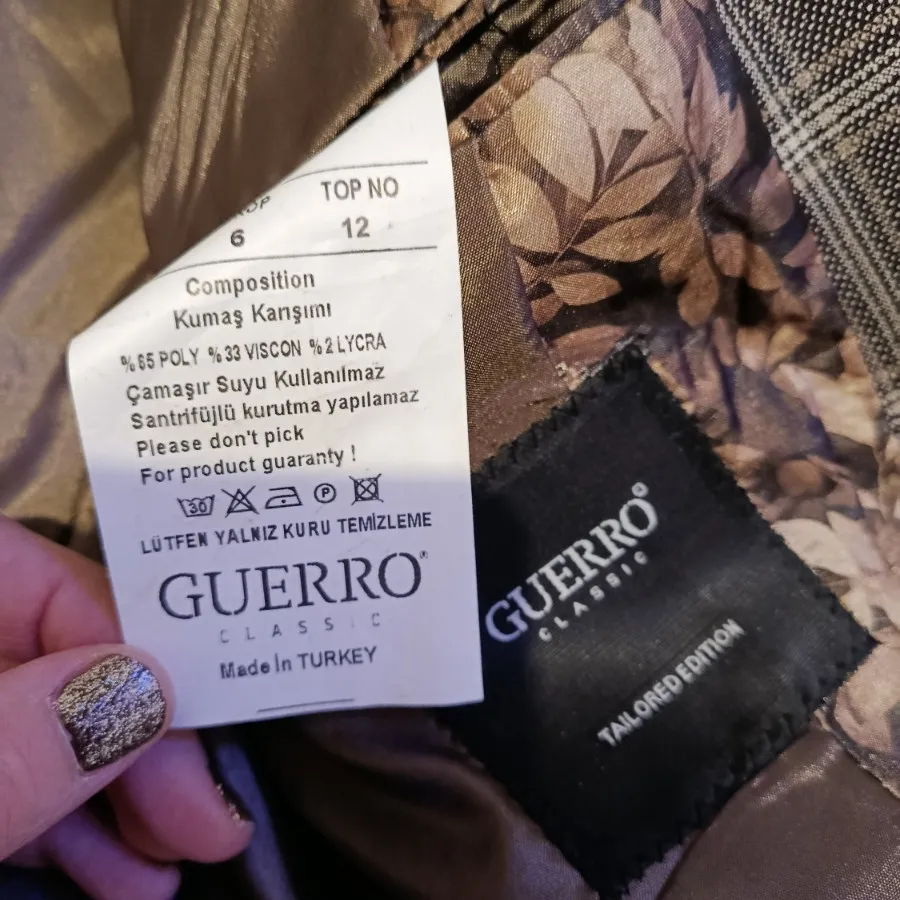 TOP NO
6 12
Composition
Kumaş Karışımı
%65 POLY %33 VISCON %2 LYCRA
Çamaşır Suyu Kullanılmaz
Santrifüjlü kurutma yapılamaz
Please don't pick
For product guaranty !
30 P
LÜTFEN YALNIZ KURU TEMİZLEME
GUERRO
CLASSIC
Made İn TURKEY
GUERRO
CLASSIC
TAILORED EDITION